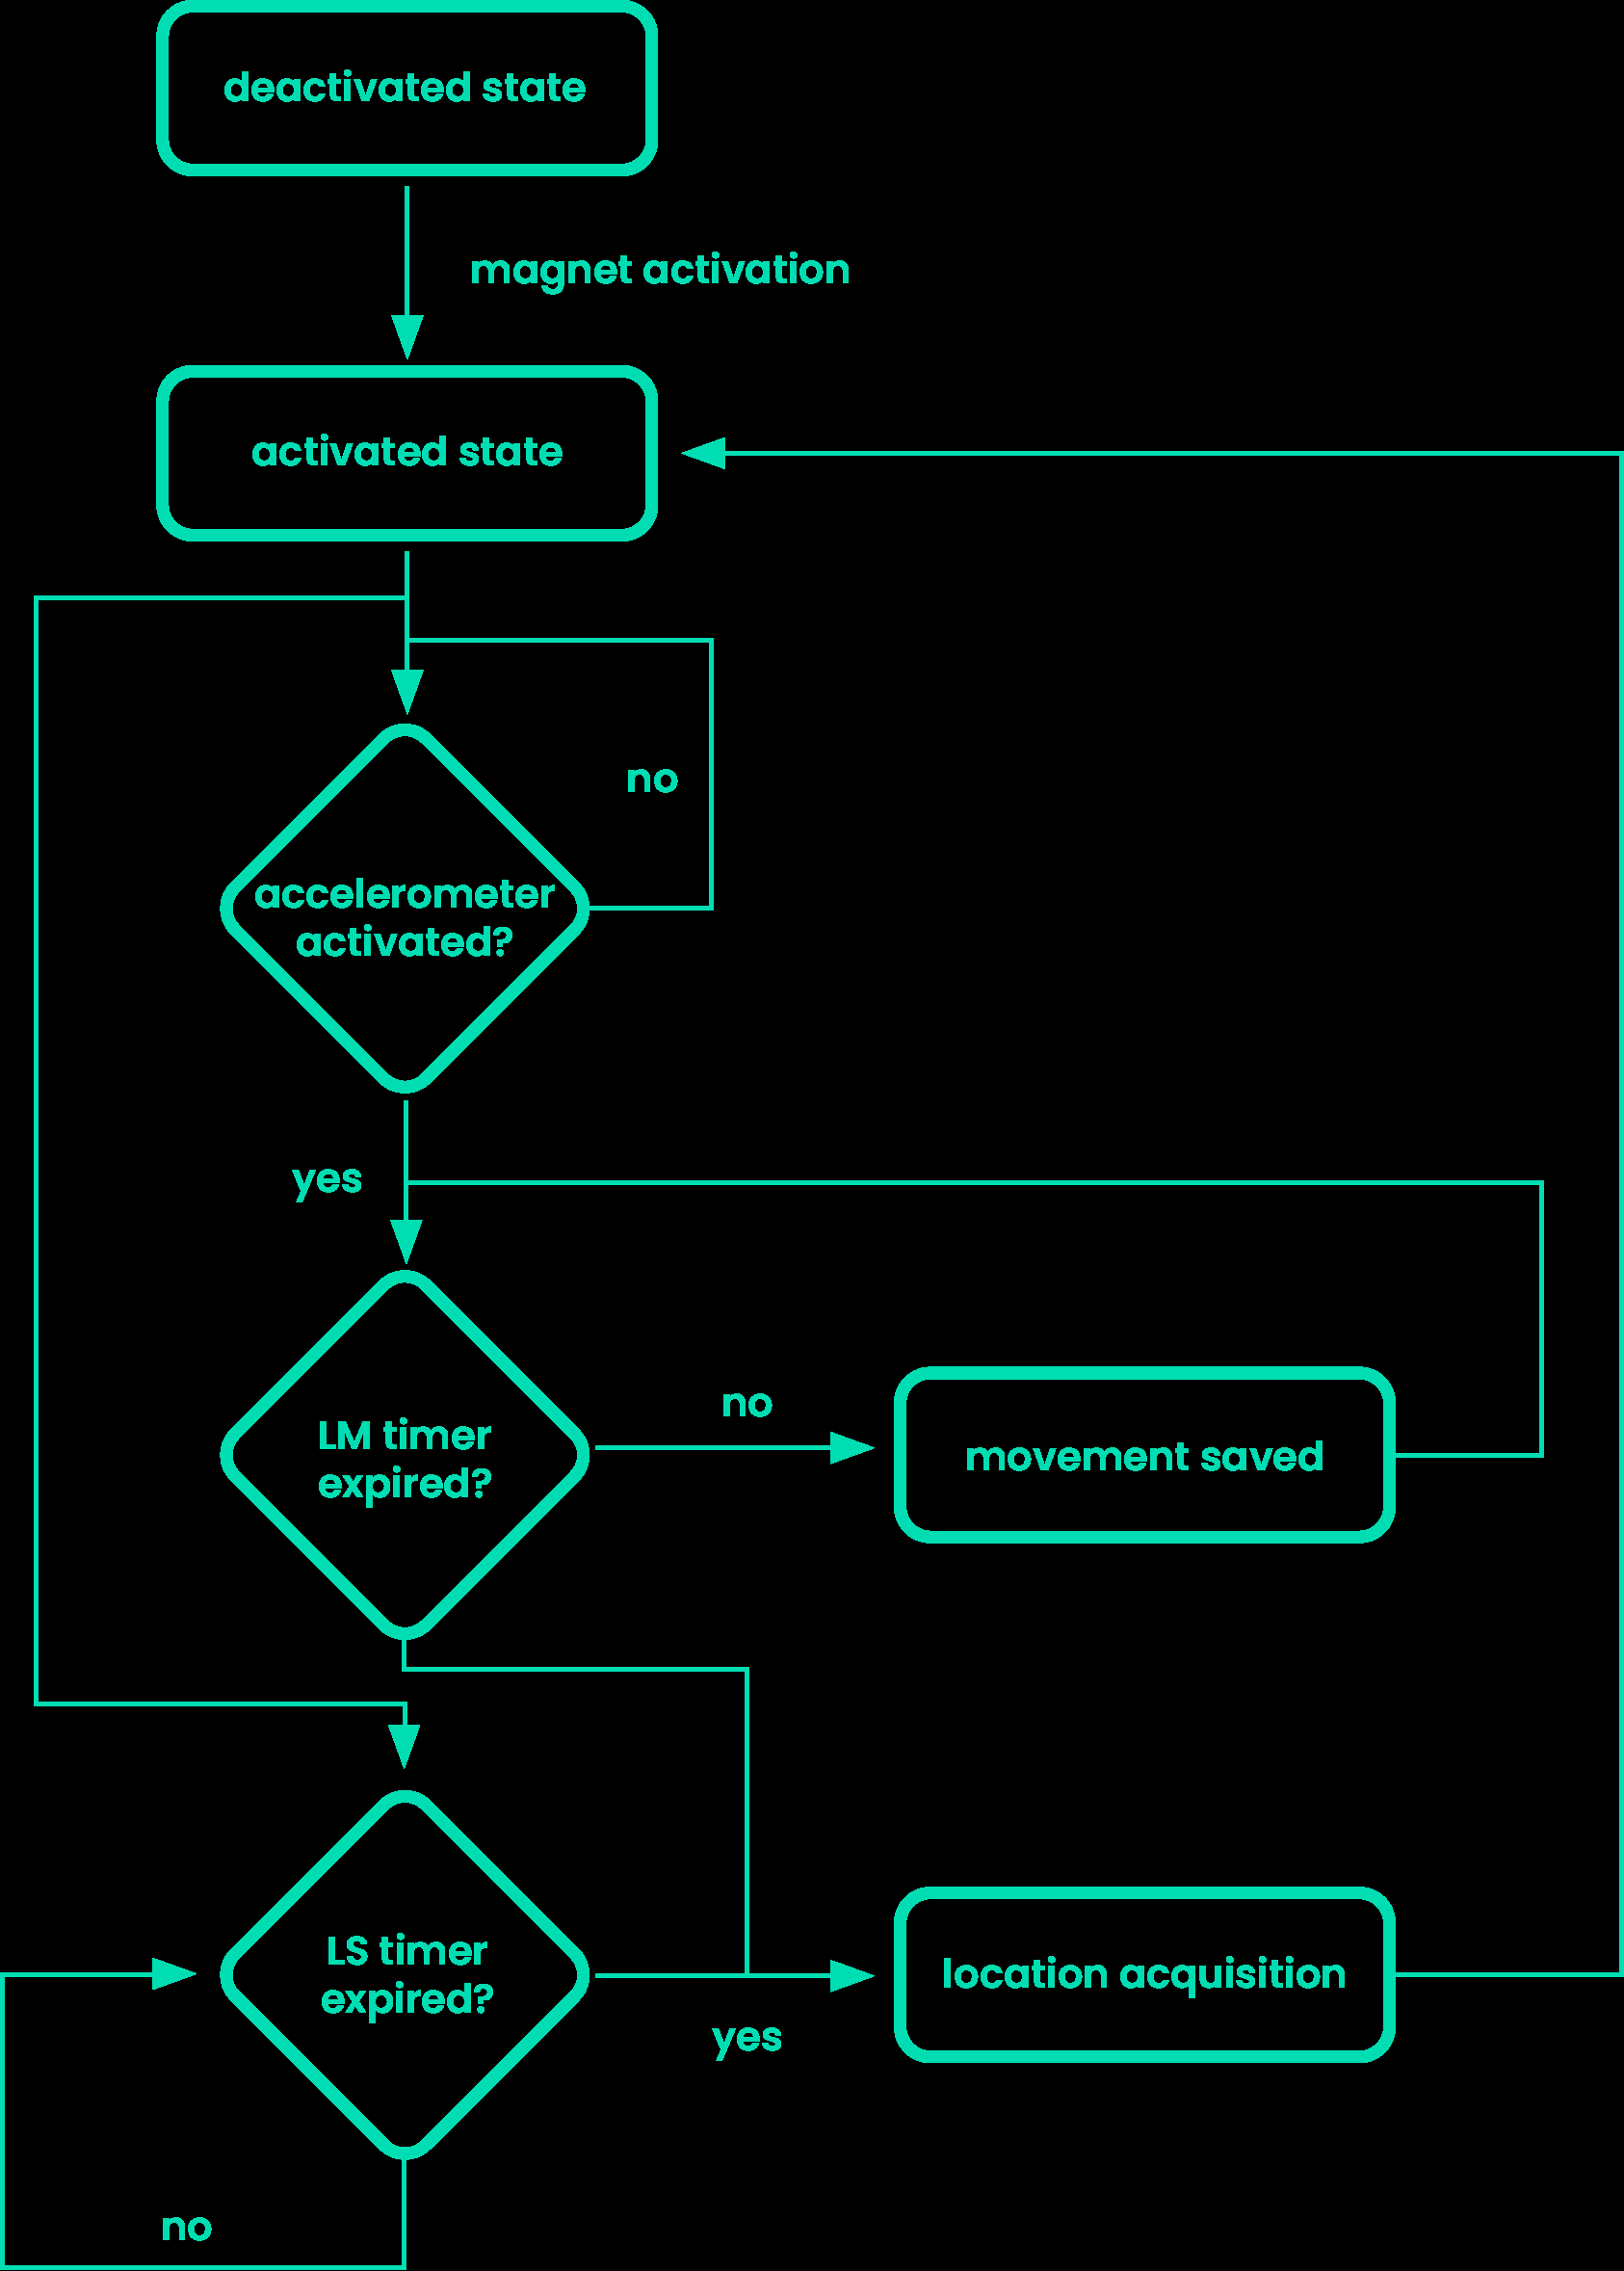 deactivated state
magnet activation
activated state
no
accelerometer
activated?
yes
no
LM timer
expired?
movement saved
LS timer
expired?
location acquisition
yes
no